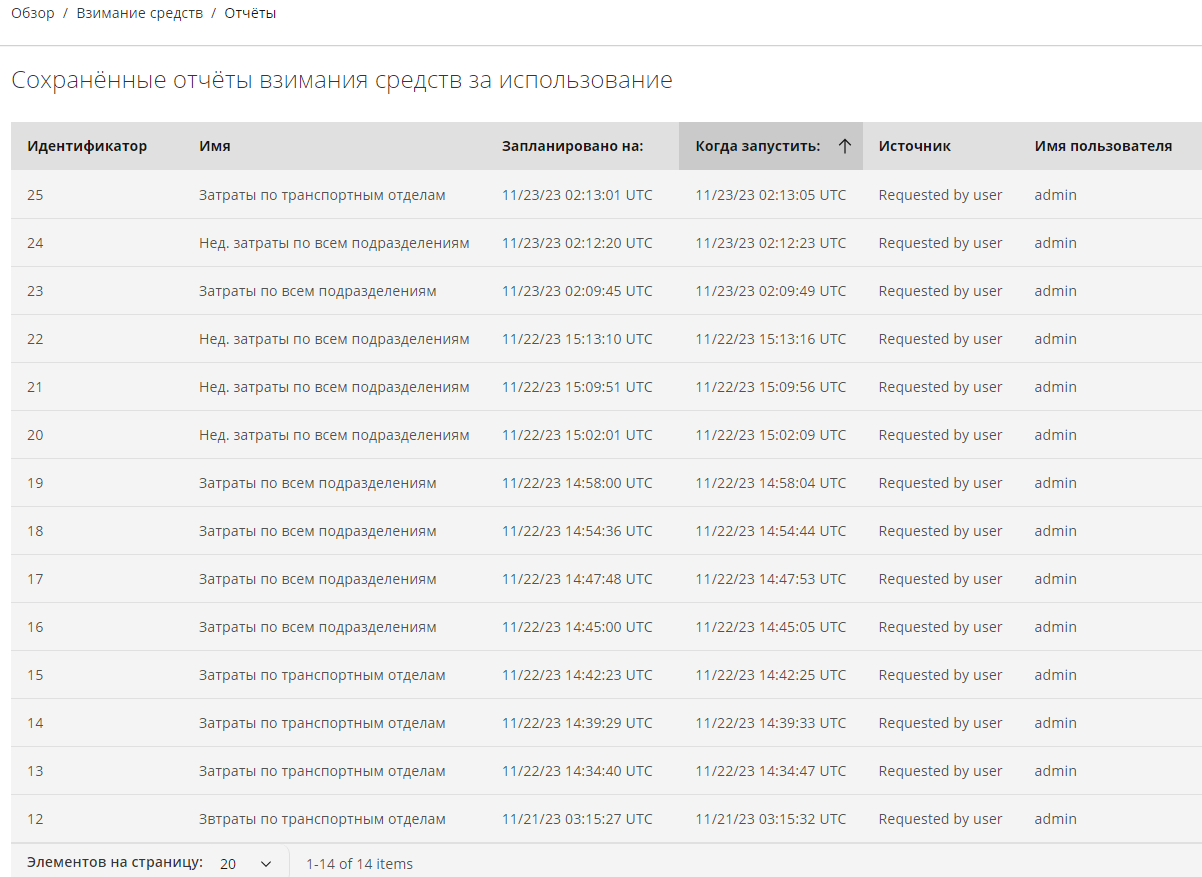 Обзор / Взимание средств / Отчёты
Сохранённые отчёты взимания средств за использование
Идентификатор Имя Запланировано на: Когда запустить: ↑ Источник Имя пользователя
25 Затраты по транспортным отделам 11/23/23 02:13:01 UTC 11/23/23 02:13:05 UTC Requested by user admin
24 Нед. затраты по всем подразделениям 11/23/23 02:12:20 UTC 11/23/23 02:12:23 UTC Requested by user admin
23 Затраты по всем подразделениям 11/23/23 02:09:45 UTC 11/23/23 02:09:49 UTC Requested by user admin
22 Нед. затраты по всем подразделениям 11/22/23 15:13:10 UTC 11/22/23 15:13:16 UTC Requested by user admin
21 Нед. затраты по всем подразделениям 11/22/23 15:09:51 UTC 11/22/23 15:09:56 UTC Requested by user admin
20 Нед. затраты по всем подразделениям 11/22/23 15:02:01 UTC 11/22/23 15:02:09 UTC Requested by user admin
19 Затраты по всем подразделениям 11/22/23 14:58:00 UTC 11/22/23 14:58:04 UTC Requested by user admin
18 Затраты по всем подразделениям 11/22/23 14:54:36 UTC 11/22/23 14:54:44 UTC Requested by user admin
17 Затраты по всем подразделениям 11/22/23 14:47:48 UTC 11/22/23 14:47:53 UTC Requested by user admin
16 Затраты по всем подразделениям 11/22/23 14:45:00 UTC 11/22/23 14:45:05 UTC Requested by user admin
15 Затраты по транспортным отделам 11/22/23 14:42:23 UTC 11/22/23 14:42:25 UTC Requested by user admin
14 Затраты по транспортным отделам 11/22/23 14:39:29 UTC 11/22/23 14:39:33 UTC Requested by user admin
13 Затраты по транспортным отделам 11/22/23 14:34:40 UTC 11/22/23 14:34:47 UTC Requested by user admin
12 Звтраты по транспортным отделам 11/21/23 03:15:27 UTC 11/21/23 03:15:32 UTC Requested by user admin
Элементов на страницу: 20 1-14 of 14 items